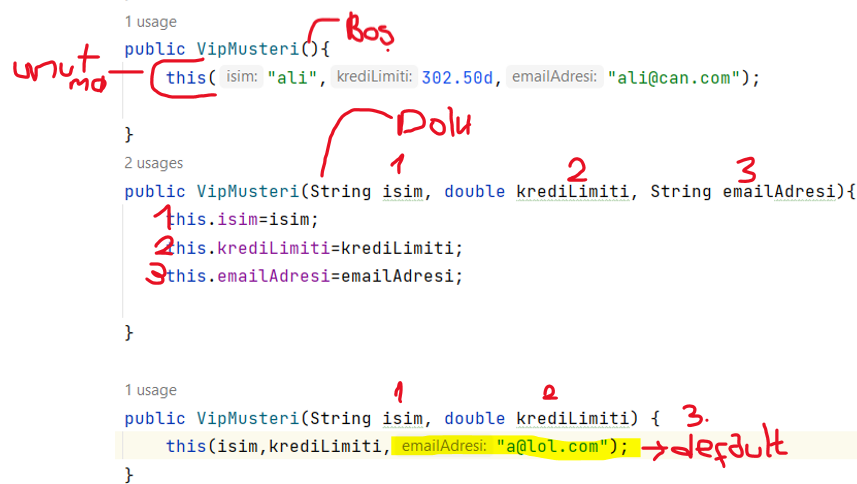 1 usage
Boş
public VipMusteri(){
unutma
this( isim: "ali", krediLimiti: 302.50d, emailAdresi: "ali@can.com");
}
Dolu
2 usages
1 2 3
public VipMusteri(String isim, double krediLimiti, String emailAdresi){
1 this.isim=isim;
2 this.krediLimiti=krediLimiti;
3 this.emailAdresi=emailAdresi;
}
1 usage
1 2 3.
public VipMusteri(String isim, double krediLimiti) {
this(isim,krediLimiti, emailAdresi: "a@lol.com"); →default
}